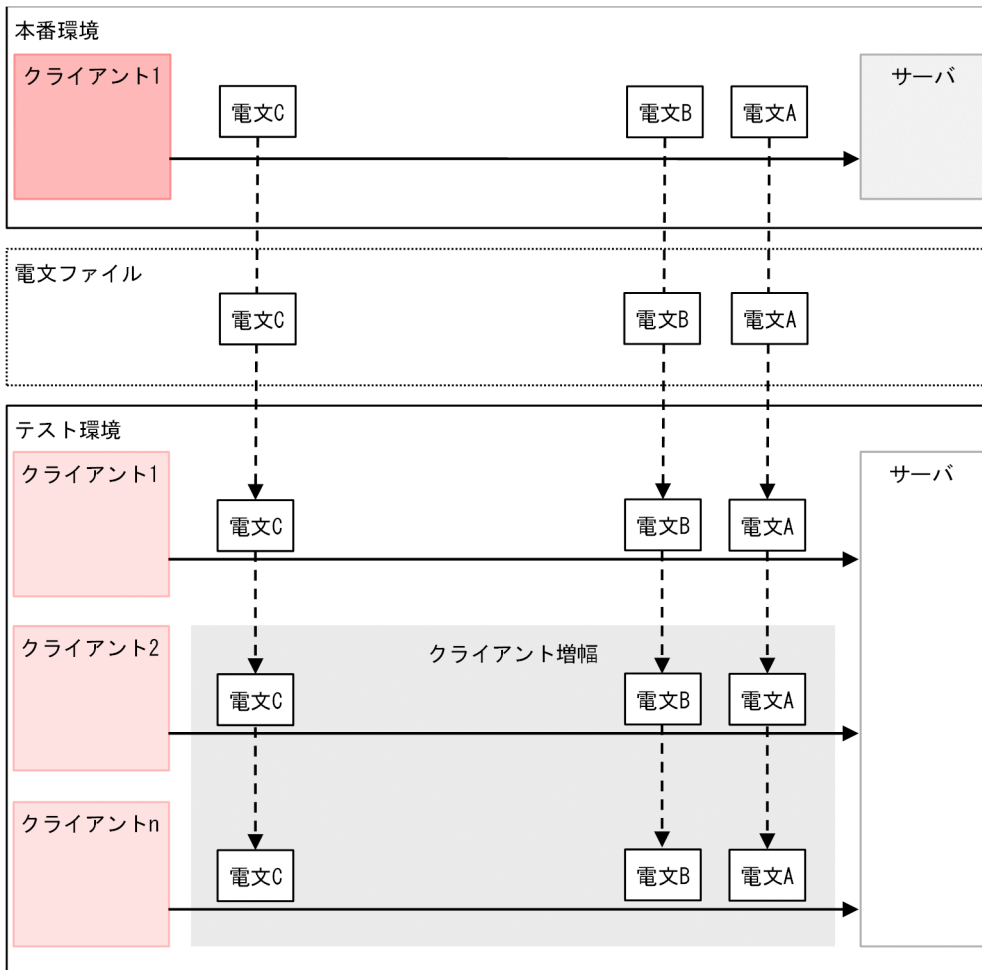 本番環境
クライアント1
電文C
電文B
電文A
サーバ
電文ファイル
電文C
電文B
電文A
テスト環境
クライアント1
電文C
電文B
電文A
サーバ
クライアント2
クライアント増幅
電文C
電文B
電文A
クライアントn
電文C
電文B
電文A